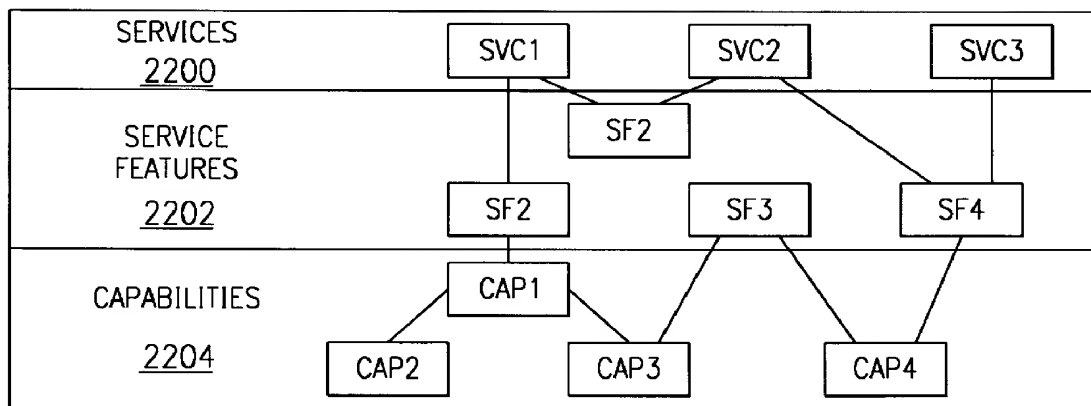 SERVICES
2200
SVC1
SVC2
SVC3
SERVICE
FEATURES
2202
SF2
SF2
SF3
SF4
CAPABILITIES
2204
CAP1
CAP2
CAP3
CAP4